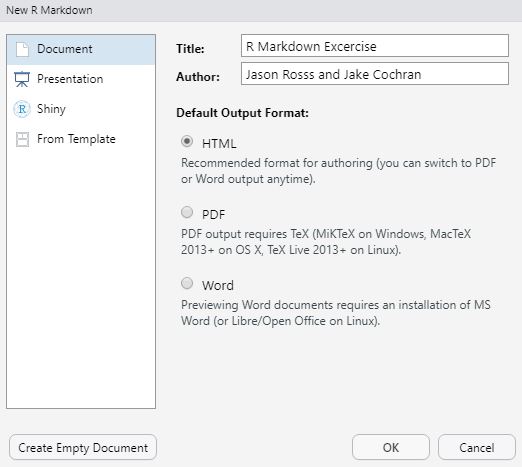 New R Markdown
Document
Presentation
R Shiny
From Template
Title: R Markdown Excercise
Author: Jason Rosss and Jake Cochran
Default Output Format:
HTML
Recommended format for authoring (you can switch to PDF
or Word output anytime).
PDF
PDF output requires TeX (MiKTeX on Windows, MacTeX
2013+ on OS X, TeX Live 2013+ on Linux).
Word
Previewing Word documents requires an installation of MS
Word (or Libre/Open Office on Linux).
Create Empty Document
OK
Cancel